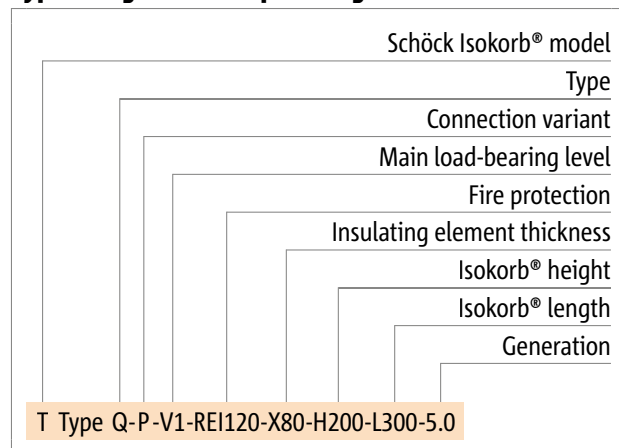 Schöck Isokorb® model
Type
Connection variant
Main load-bearing level
Fire protection
Insulating element thickness
Isokorb® height
Isokorb® length
Generation
T Type Q-P-V1-REI120-X80-H200-L300-5.0